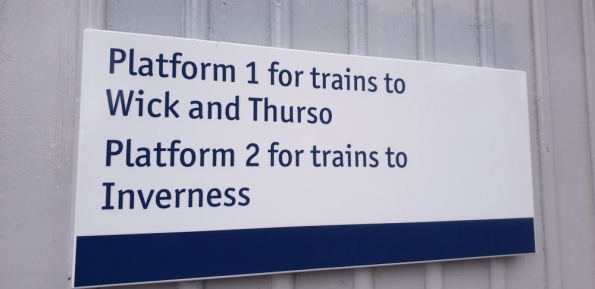 Platform 1 for trains to
Wick and Thurso
Platform 2 for trains to
Inverness